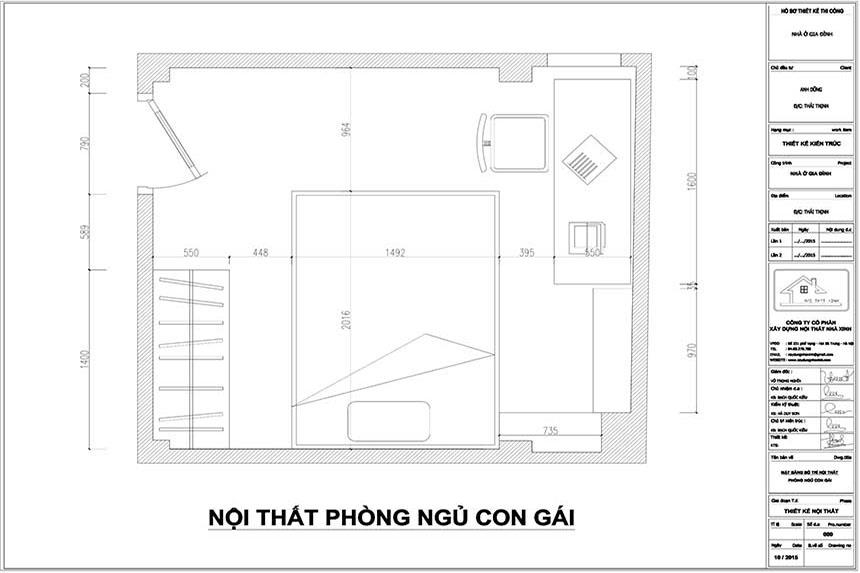 200
790
589
1400
964
550
448
1492
395
550
2016
735
100
1600
970
NỘI THẤT PHÒNG NGỦ CON GÁI
HỒ SƠ THIẾT KẾ THI CÔNG
NHÀ Ở GIA ĐÌNH
Chủ đầu tư Client
ANH DŨNG
Đ/C: THÁI THỊNH
Hạng mục : work item
THIẾT KẾ KIẾN TRÚC
Công trình Project
NHÀ Ở GIA ĐÌNH
Địa điểm Location
Đ/C: THÁI THỊNH
Xuất bản Ngày Nội dung d.c
Lần 1 .../.../2015
Lần 2 .../.../2015
CÔNG TY CỔ PHẦN
XÂY DỰNG NỘI THẤT NHÀ XINH
Giám đốc :
VÕ TRỌNG NGHĨA
Chủ nhiệm d.a :
KS: BẠCH QUỐC KIỀU
Kiểm kỹ thuật:
KS: HÀ DUY SƠN
Chủ trì kiến trúc :
KS: BẠCH QUỐC KIỀU
Thiết kế:
KTS:
Tên bản vẽ Dwg.title
MẶT BẰNG BỐ TRÍ NỘI THẤT
PHÒNG NGỦ CON GÁI
Giai đoạn T.K Phase
THIẾT KẾ NỘI THẤT
Tỉ lệ Scale Số d.a Pro.number
000
Ngày Date B.vẽ số Drawing no
10 / 2015